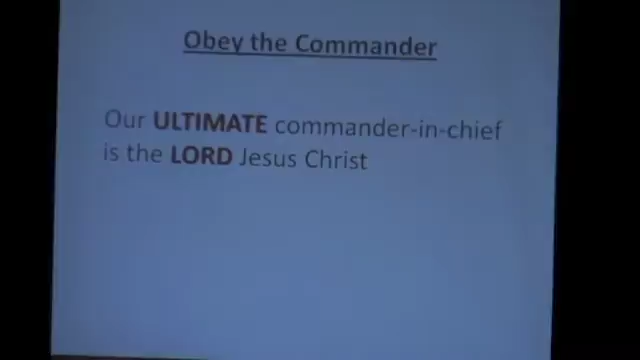 Obey the Commander
Our ULTIMATE commander-in-chief
is the LORD Jesus Christ